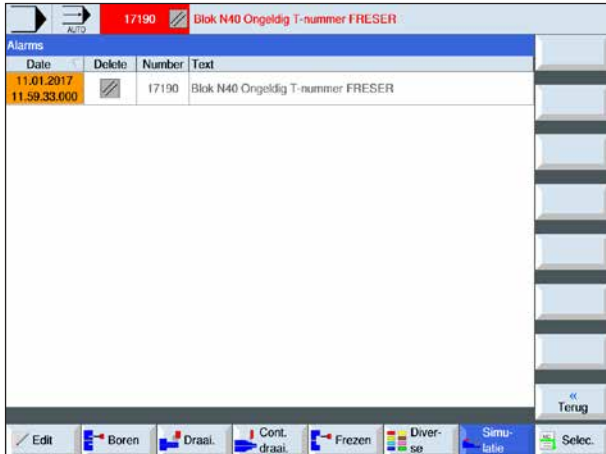 AUTO
17190 Blok N40 Ongeldig T-nummer FRESER
Alarms
Date Delete Number Text
11.01.2017
11.59.33.000
17190 Blok N40 Ongeldig T-nummer FRESER
«
Terug
Edit
Boren
Draai.
Cont.
draai.
Frezen
Diver-
se
Simu-
latie
NC
Selec.